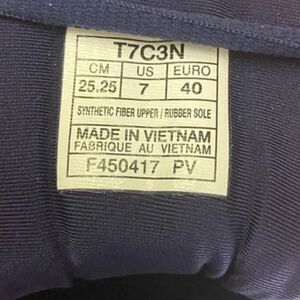 T7C3N
CM US EURO
25.25 7 40
SYNTHETIC FIBER UPPER / RUBBER SOLE
MADE IN VIETNAM
FABRIQUE AU VIETNAM
F450417 PV